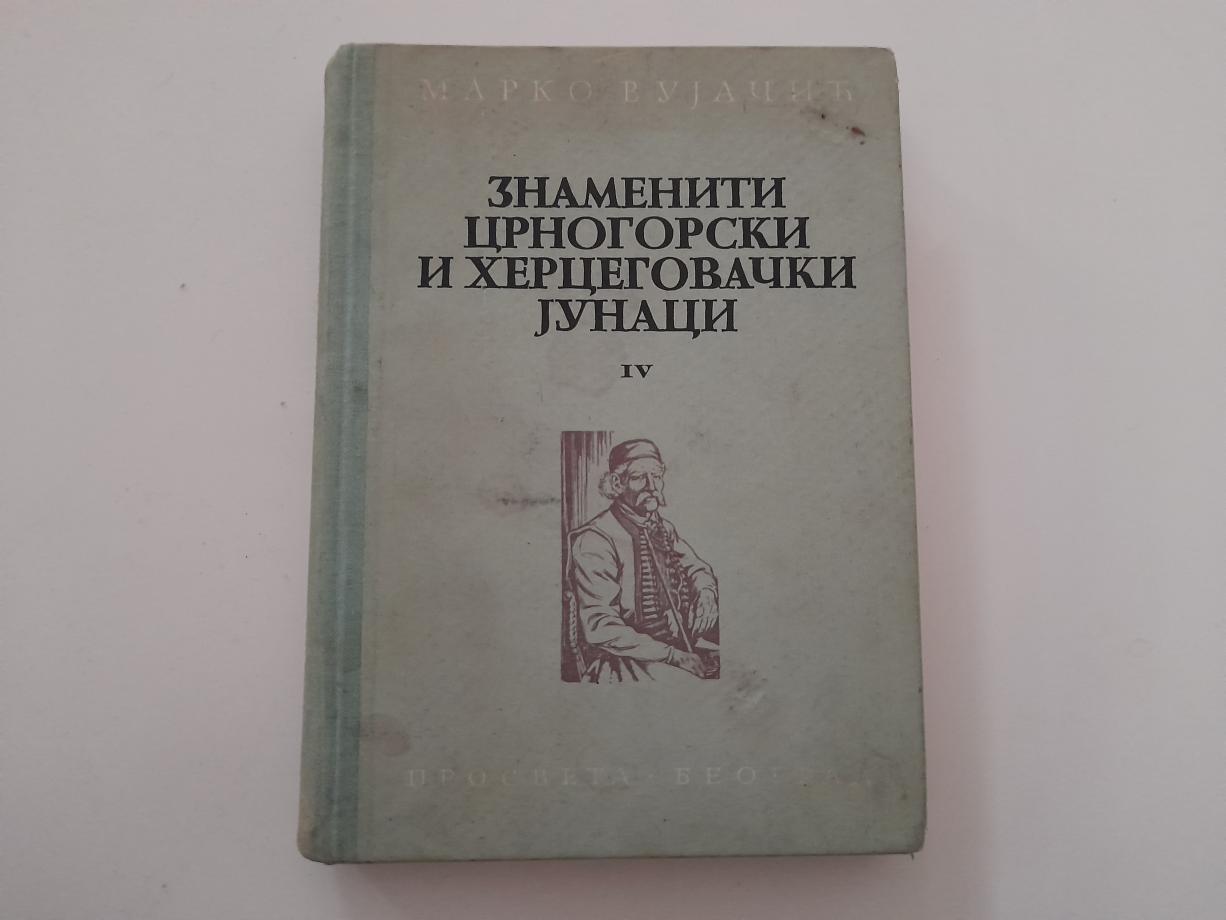 МАРКО ВУЈАЧИЋ
ЗНАМЕНИТИ
ЦРНОГОРСКИ
И ХЕРЦЕГОВАЧКИ
ЈУНАЦИ
IV
ПРОСВЕТА · БЕОГРАД